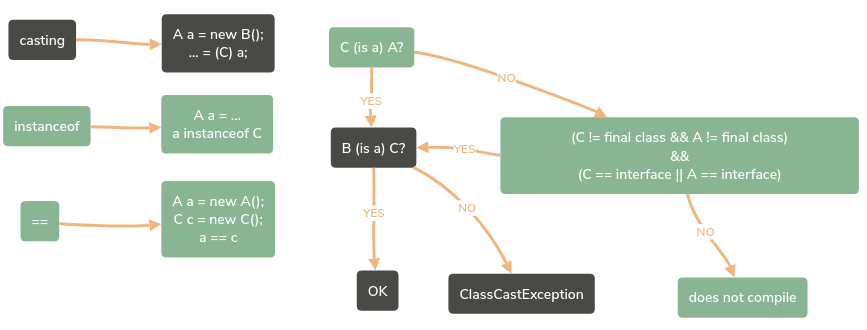 casting
A a = new B();
... = (C) a;
instanceof
A a = ...
a instanceof C
==
A a = new A();
C c = new C();
a == c
C (is a) A?
NO
YES
(C != final class && A != final class)
&&
(C == interface || A == interface)
B (is a) C?
YES
YES
NO
NO
OK
ClassCastException
does not compile